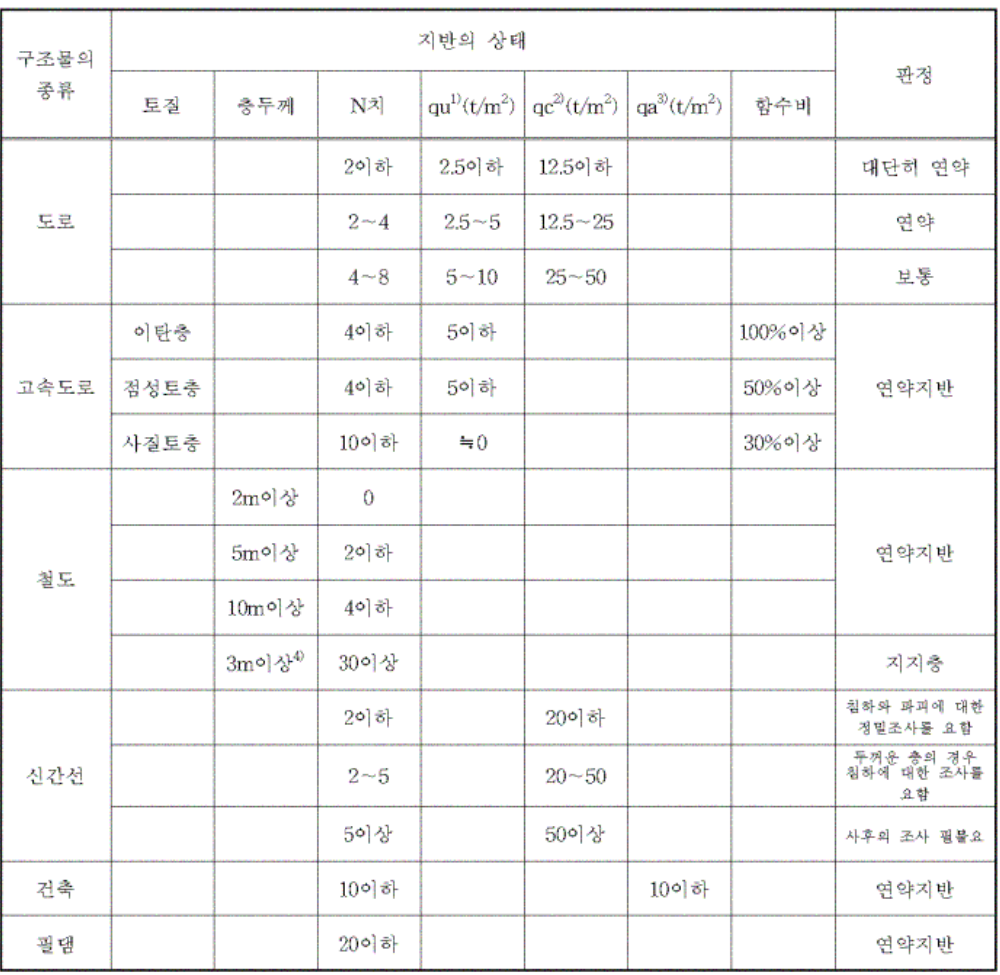 구조물의
종류
지반의 상태
판정
토질 층두께 N치 qu¹⁾(t/m²) qc²⁾(t/m²) qa³⁾(t/m²) 함수비
도로
2이하 2.5이하 12.5이하 대단히 연약
2~4 2.5~5 12.5~25 연약
4~8 5~10 25~50 보통
고속도로
이탄층 4이하 5이하 100%이상
점성토층 4이하 5이하 50%이상
연약지반
사질토층 10이하 ≒0 30%이상
철도
2m이상 0
5m이상 2이하
연약지반
10m이상 4이하
3m이상⁴⁾ 30이상 지지층
신간선
2이하 20이하
침하와 파괴에 대한
정밀조사를 요함
2~5 20~50
두꺼운 층의 경우
침하에 대한 조사를
요함
5이상 50이상 사후의 조사 필불요
건축 10이하 10이하 연약지반
필댐 20이하 연약지반